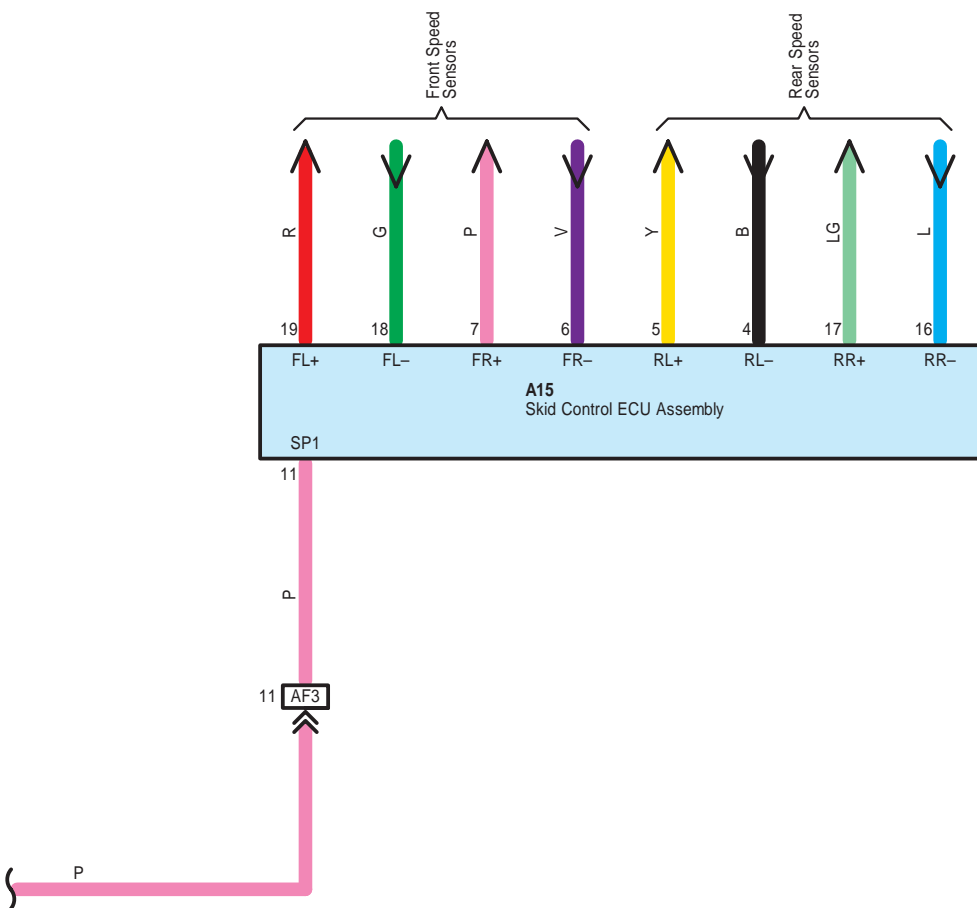 Front Speed
Sensors
Rear Speed
Sensors
R
G
P
V
Y
B
LG
L
19
18
7
6
5
4
17
16
FL+
FL–
FR+
FR–
RL+
RL–
RR+
RR–
A15
Skid Control ECU Assembly
SP1
11
P
11
AF3
P